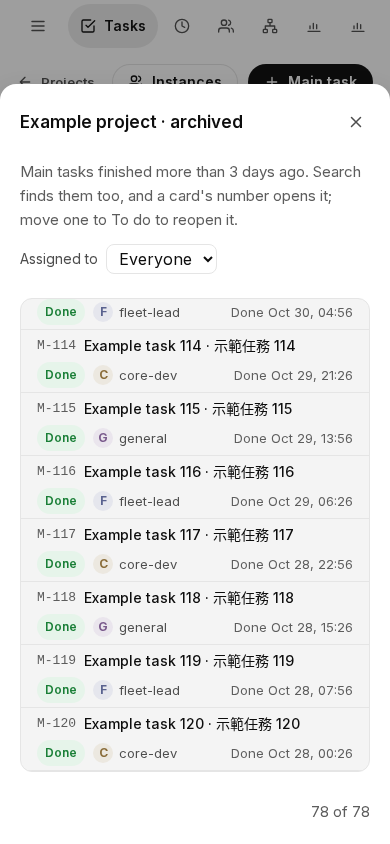 Tasks
Projects
Instances
Main task
Example project · archived
Main tasks finished more than 3 days ago. Search
finds them too, and a card's number opens it;
move one to To do to reopen it.
Assigned to Everyone
Done F fleet-lead Done Oct 30, 04:56
M-114 Example task 114 · 示範任務 114
Done C core-dev Done Oct 29, 21:26
M-115 Example task 115 · 示範任務 115
Done G general Done Oct 29, 13:56
M-116 Example task 116 · 示範任務 116
Done F fleet-lead Done Oct 29, 06:26
M-117 Example task 117 · 示範任務 117
Done C core-dev Done Oct 28, 22:56
M-118 Example task 118 · 示範任務 118
Done G general Done Oct 28, 15:26
M-119 Example task 119 · 示範任務 119
Done F fleet-lead Done Oct 28, 07:56
M-120 Example task 120 · 示範任務 120
Done C core-dev Done Oct 28, 00:26
78 of 78